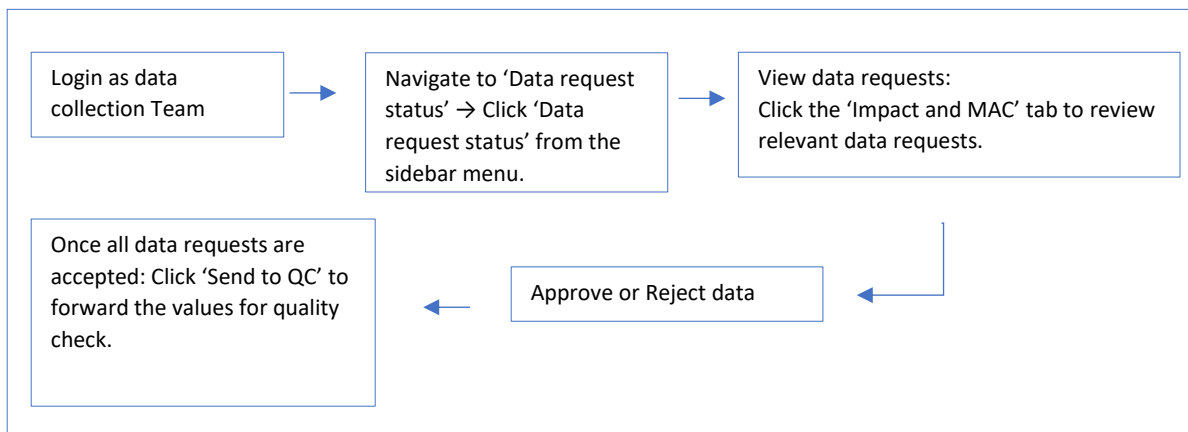 Login as data
collection Team
Navigate to ‘Data request
status’ → Click ‘Data
request status’ from the
sidebar menu.
View data requests:
Click the ‘Impact and MAC’ tab to review
relevant data requests.
Approve or Reject data
Once all data requests are
accepted: Click ‘Send to QC’ to
forward the values for quality
check.